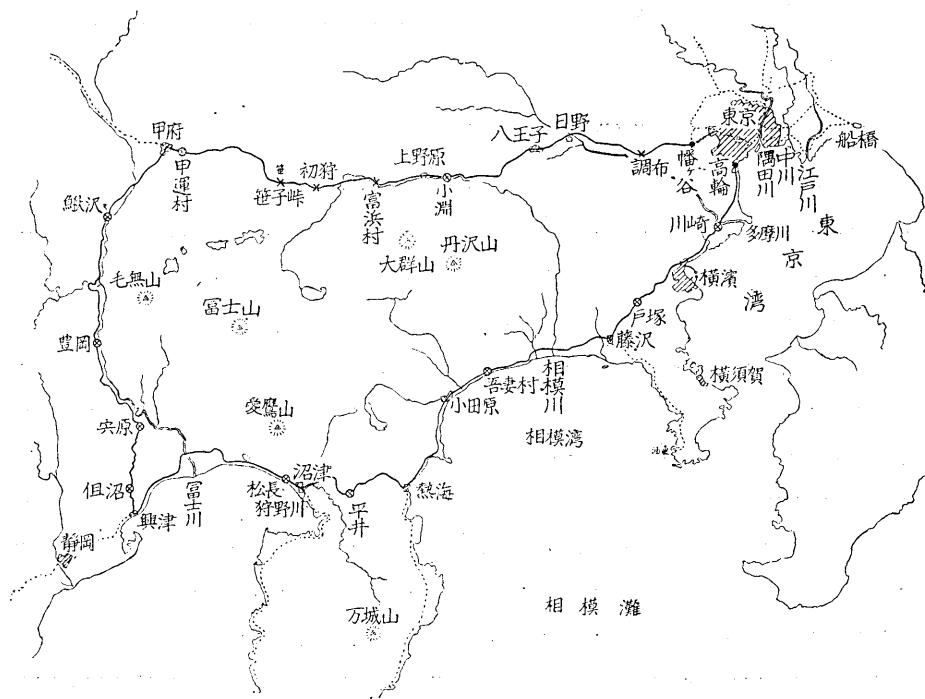 東京
船橋
隅田川
中川
江戸川
甲府
甲運村
笹
笹子峠
初狩
上野原
富浜村
小淵
八王子
日野
調布
幡ヶ谷
高輪
川崎
多摩川
東京湾
横濱
戸塚
藤沢
横須賀
鰍沢
毛無山
冨士山
大群山
丹沢山
豊岡
愛鷹山
小田原
吾妻村
相模川
相模湾
央原
但沼
興津
静岡
冨士川
松長
沼津
狩野川
平井
熱海
万城山
相模灘